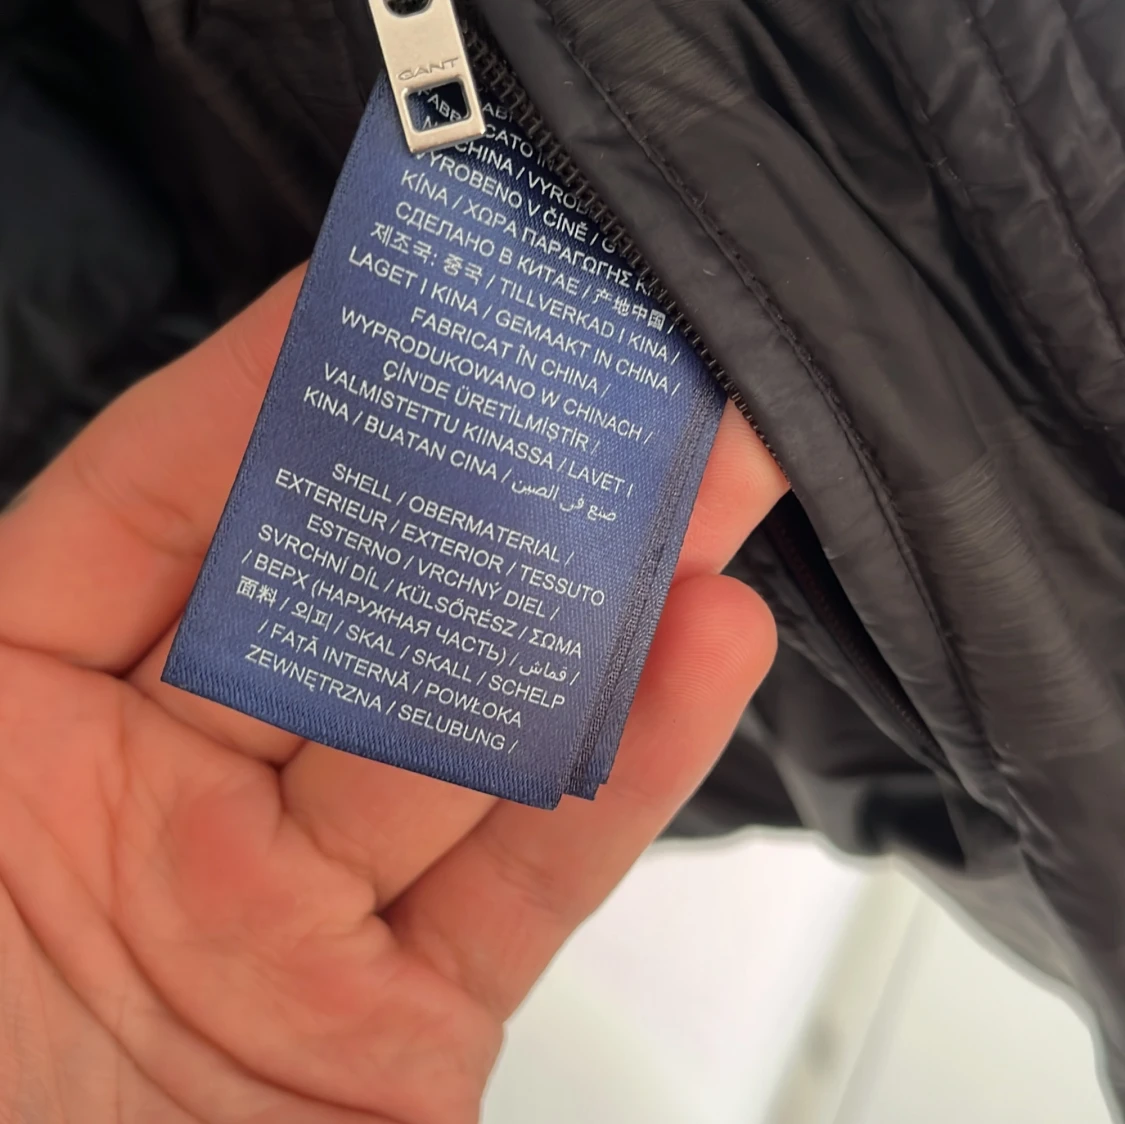 GANT
CATO
CHINA / VYROB
VYROBENO V ČÍNĚ /
KÍNA / ΧΩΡΑ ΠΑΡΑΓΩΓΗΣ
СДЕЛАНО В КИТАЕ / 产地中国 /
제조국: 중국 / TILLVERKAD I KINA /
LAGET I KINA / GEMAAKT IN CHINA /
FABRICAT ÎN CHINA /
WYPRODUKOWANO W CHINACH /
ÇİN'DE ÜRETİLMİŞTİR /
VALMISTETTU KIINASSA / LAVET I
KINA / BUATAN CINA / صنع في الصين
SHELL / OBERMATERIAL /
EXTERIEUR / EXTERIOR / TESSUTO
ESTERNO / VRCHNÝ DIEL /
SVRCHNÍ DÍL / KÜLSŐRÉSZ / ΣΩΜΑ
/ ВЕРХ (НАРУЖНАЯ ЧАСТЬ) / قماش /
面料 / 외피 / SKAL / SKALL / SCHELP
/ FAȚĂ INTERNĂ / POWŁOKA
ZEWNĘTRZNA / SELUBUNG /